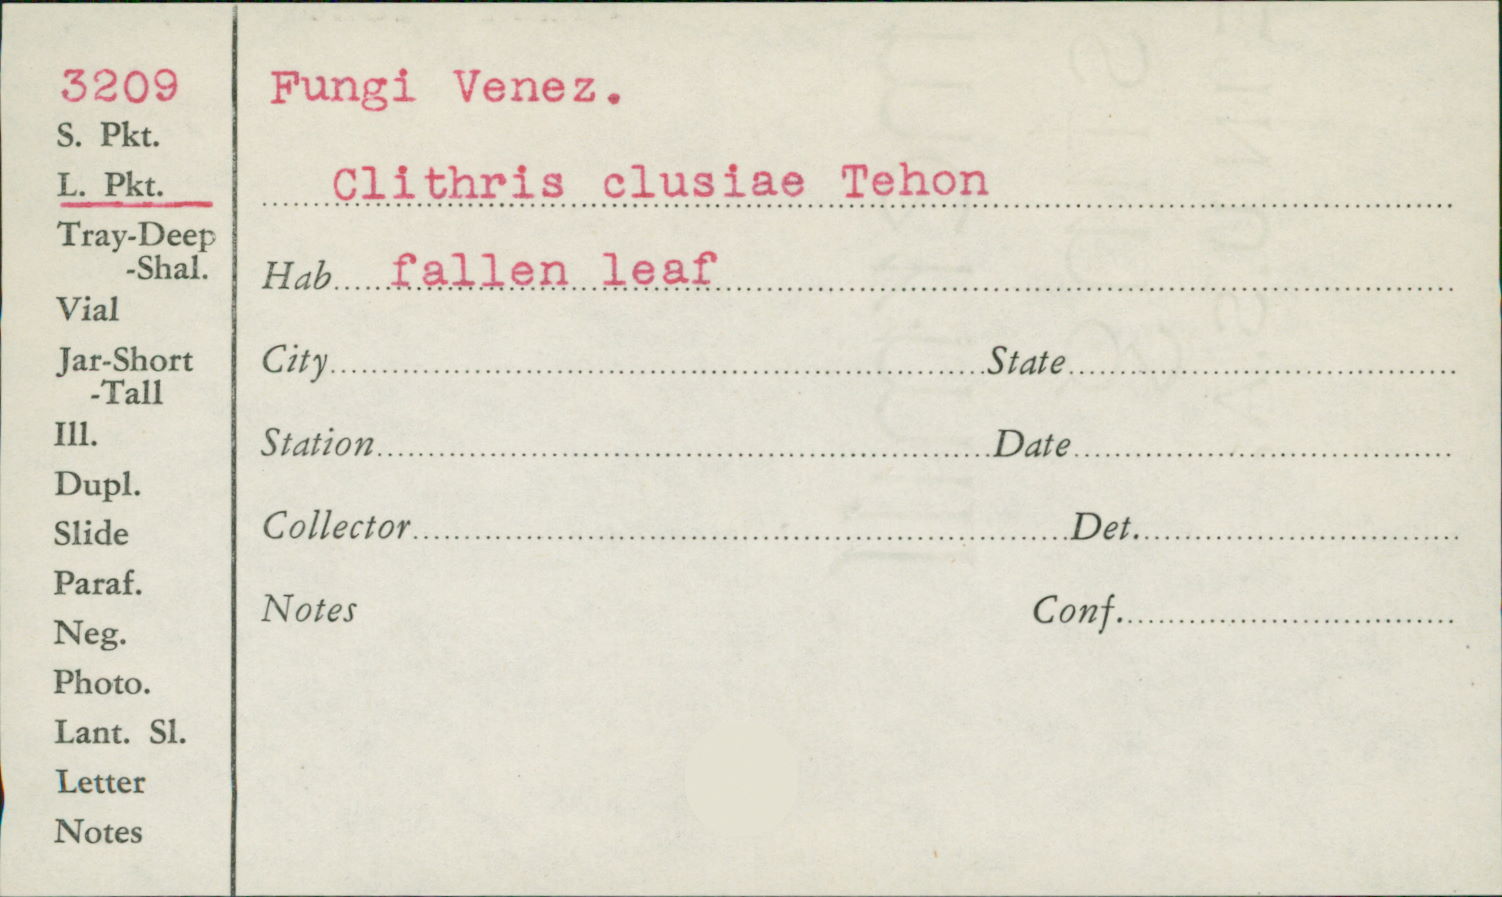 3209
Fungi Venez.
S. Pkt.
L. Pkt.
Clithris clusiae Tehon
Tray-Deep
-Shal.
Hab. fallen leaf
Vial
Jar-Short
-Tall
City State
Ill.
Station Date
Dupl.
Slide
Collector Det.
Paraf.
Neg.
Notes Conf.
Photo.
Lant. Sl.
Letter
Notes